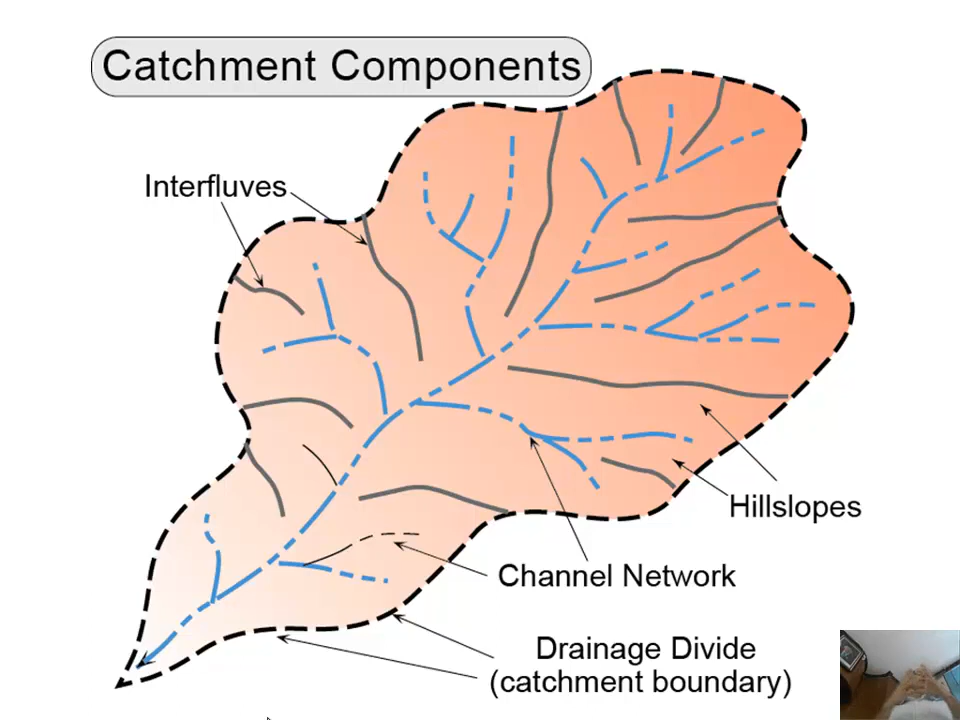 Catchment Components
Interfluves
Hillslopes
Channel Network
Drainage Divide
(catchment boundary)